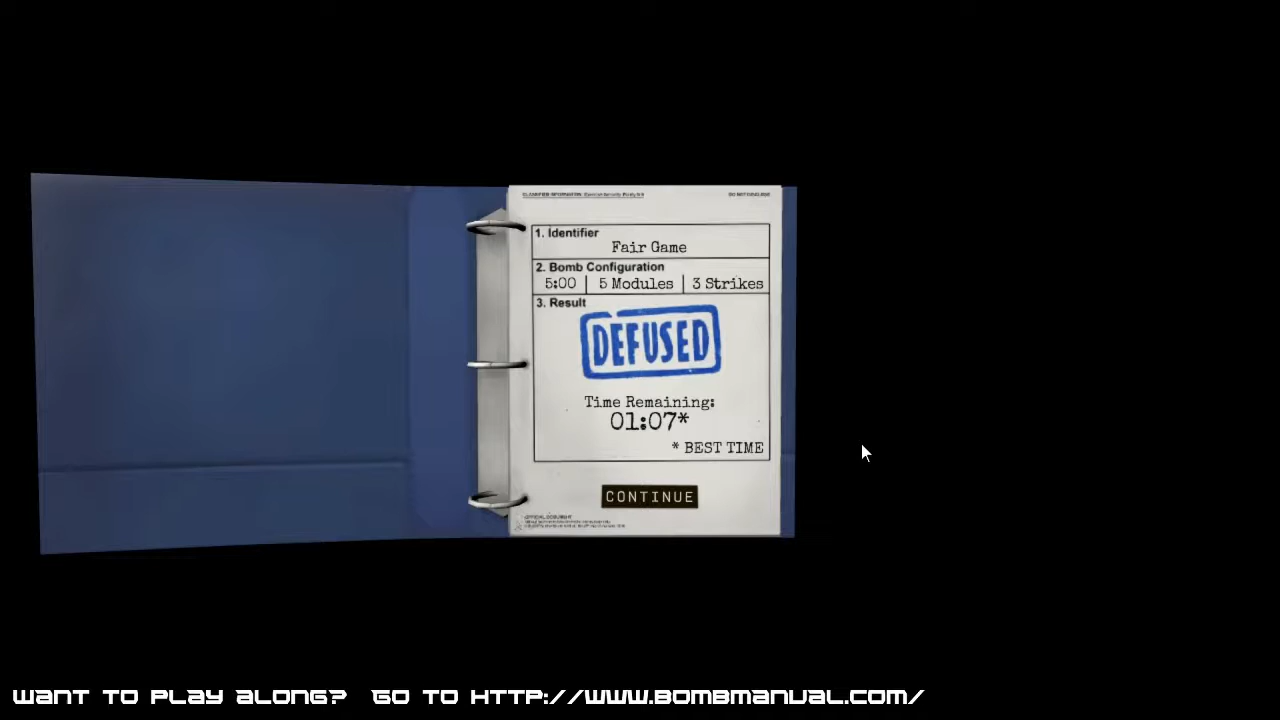 1. Identifier
Fair Game
2. Bomb Configuration
5:00 | 5 Modules | 3 Strikes
3. Result
DEFUSED
Time Remaining:
01:07*
* BEST TIME
CONTINUE
WANT TO PLAY ALONG? GO TO HTTP://WWW.BOMBMANUAL.COM/